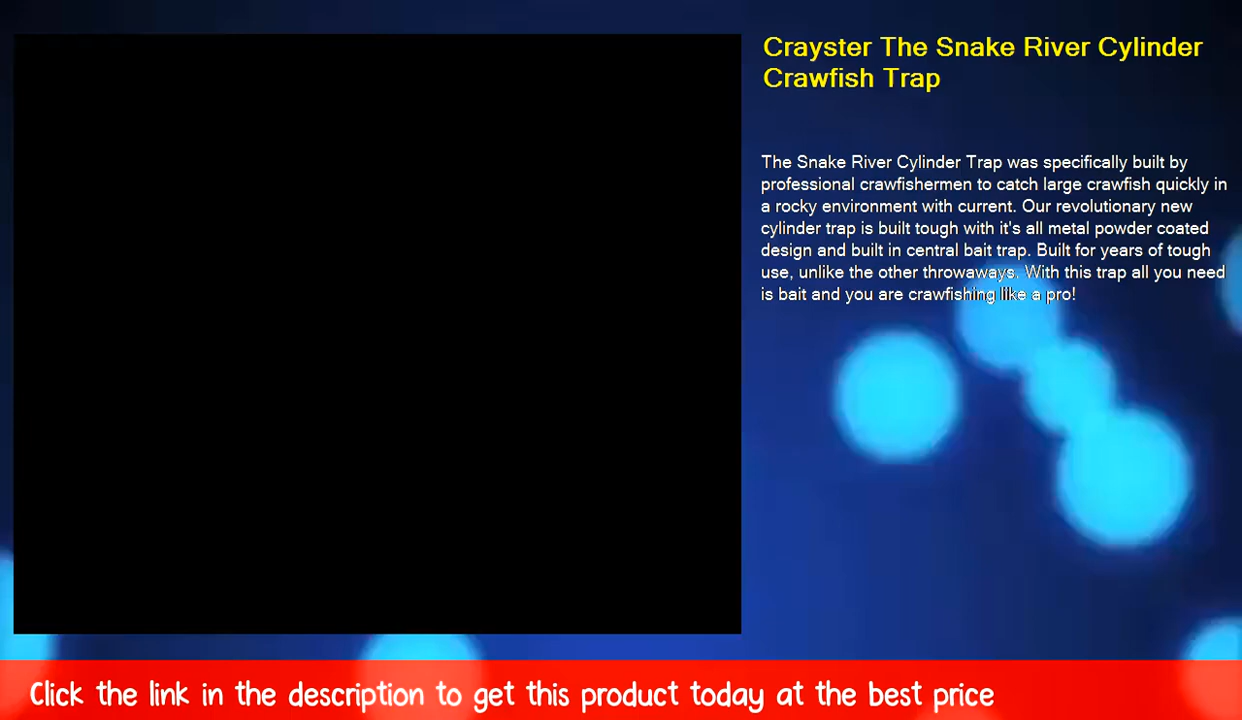 Crayster The Snake River Cylinder
Crawfish Trap
The Snake River Cylinder Trap was specifically built by
professional crawfishermen to catch large crawfish quickly in
a rocky environment with current. Our revolutionary new
cylinder trap is built tough with it's all metal powder coated
design and built in central bait trap. Built for years of tough
use, unlike the other throwaways. With this trap all you need
is bait and you are crawfishing like a pro!
Click the link in the description to get this product today at the best price